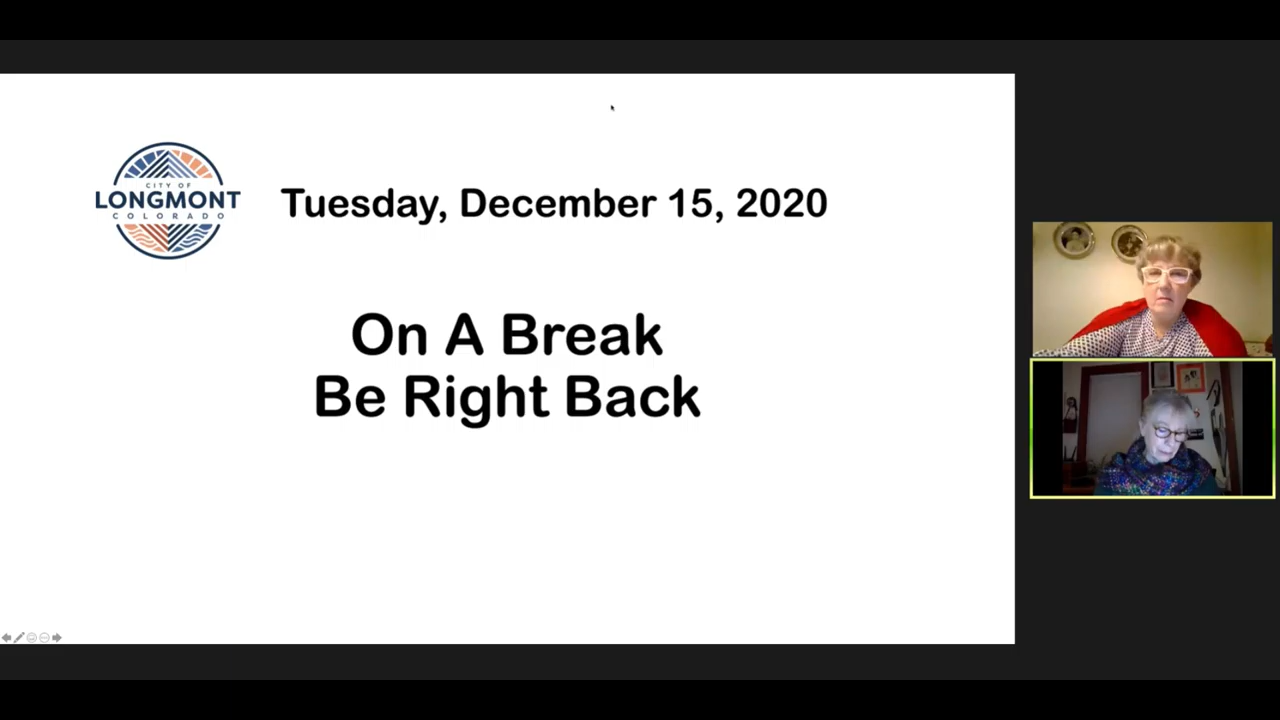 CITY OF
LONGMONT
COLORADO
Tuesday, December 15, 2020
On A Break
Be Right Back